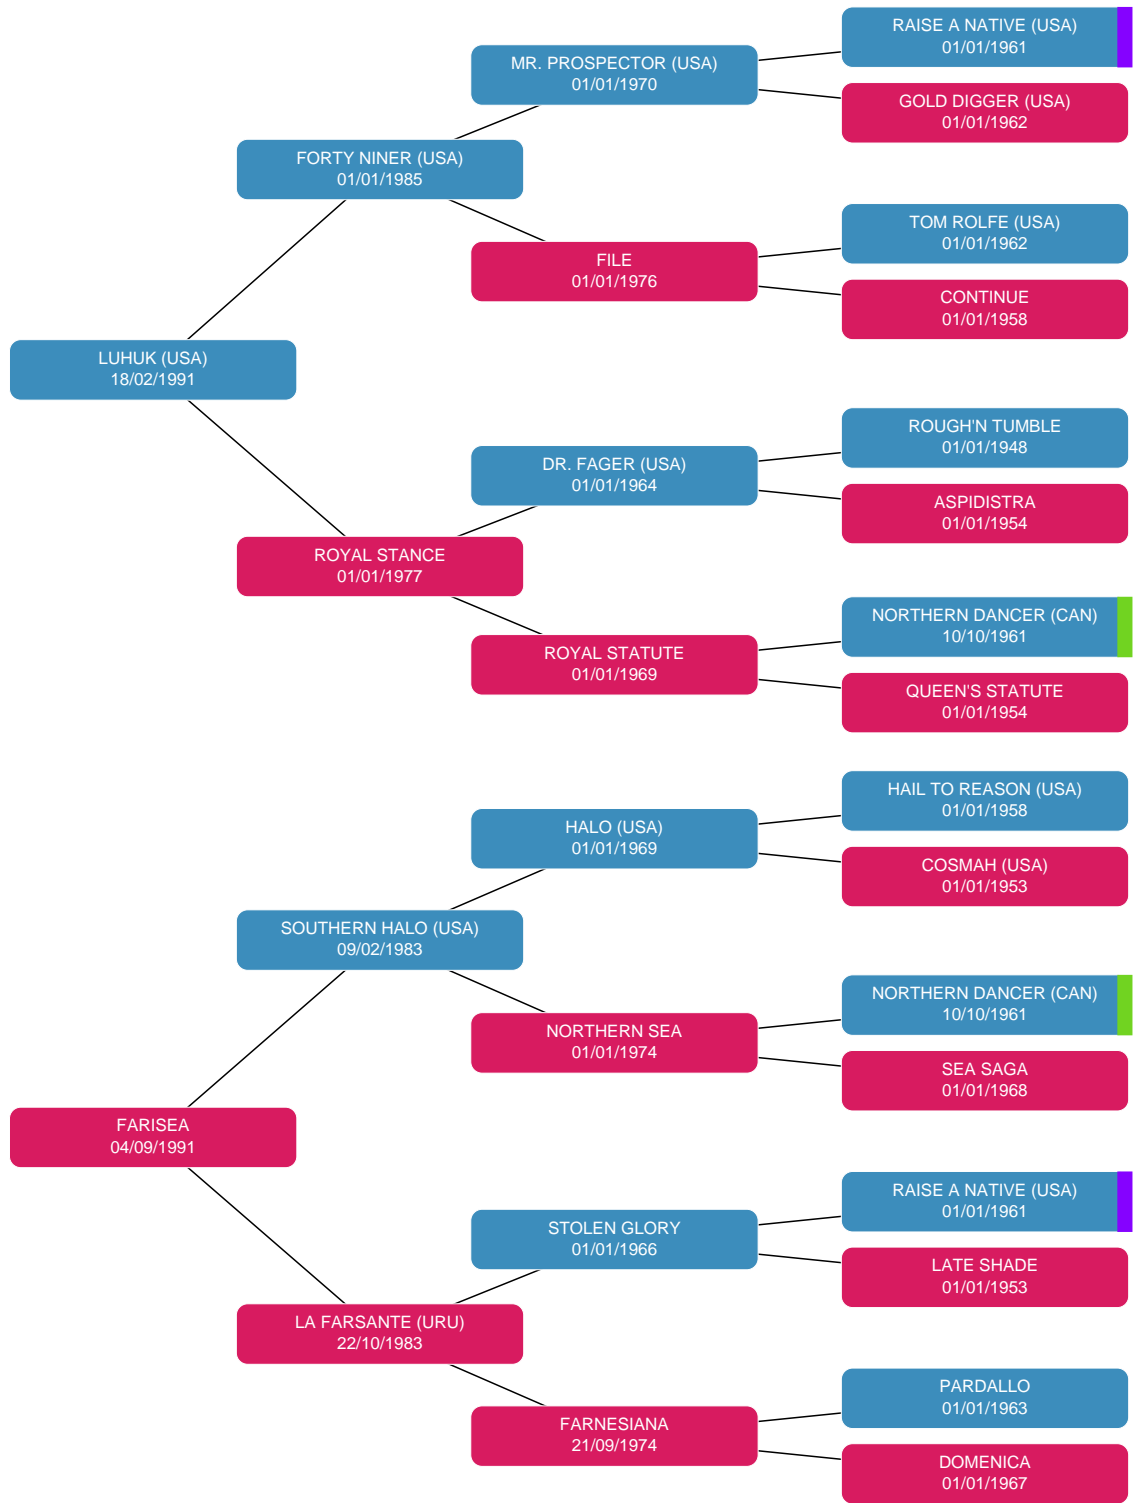 RAISE A NATIVE (USA)
01/01/1961
MR. PROSPECTOR (USA)
01/01/1970
GOLD DIGGER (USA)
01/01/1962
FORTY NINER (USA)
01/01/1985
TOM ROLFE (USA)
01/01/1962
FILE
01/01/1976
CONTINUE
01/01/1958
LUHUK (USA)
18/02/1991
ROUGH'N TUMBLE
01/01/1948
DR. FAGER (USA)
01/01/1964
ASPIDISTRA
01/01/1954
ROYAL STANCE
01/01/1977
NORTHERN DANCER (CAN)
10/10/1961
ROYAL STATUTE
01/01/1969
QUEEN'S STATUTE
01/01/1954
HAIL TO REASON (USA)
01/01/1958
HALO (USA)
01/01/1969
COSMAH (USA)
01/01/1953
SOUTHERN HALO (USA)
09/02/1983
NORTHERN DANCER (CAN)
10/10/1961
NORTHERN SEA
01/01/1974
SEA SAGA
01/01/1968
FARISEA
04/09/1991
RAISE A NATIVE (USA)
01/01/1961
STOLEN GLORY
01/01/1966
LATE SHADE
01/01/1953
LA FARSANTE (URU)
22/10/1983
PARDALLO
01/01/1963
FARNESIANA
21/09/1974
DOMENICA
01/01/1967